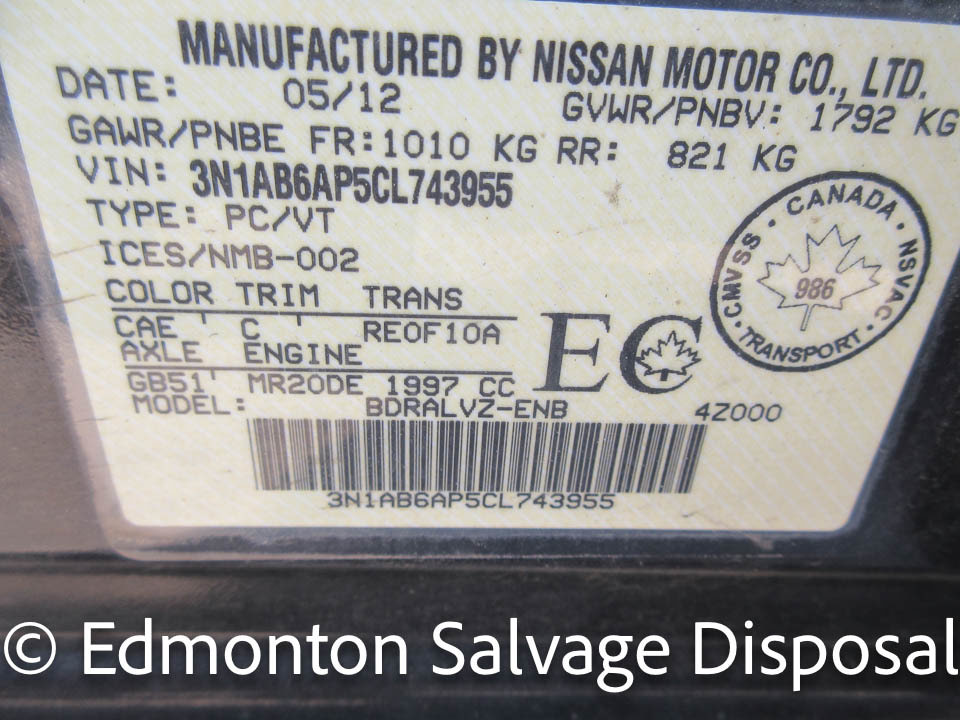 MANUFACTURED BY NISSAN MOTOR CO., LTD.
DATE: 05/12 GVWR/PNBV: 1792 KG
GAWR/PNBE FR: 1010 KG RR: 821 KG
VIN: 3N1AB6AP5CL743955
TYPE: PC/VT
ICES/NMB-002
COLOR TRIM TRANS
CAE ' C ' RE0F10A
AXLE ENGINE
GB51' MR20DE 1997 CC
MODEL: BDRALVZ-ENB 4Z000
EC
CANADA • NSVAC • TRANSPORT • CMVSS •
986
3N1AB6AP5CL743955
© Edmonton Salvage Disposal